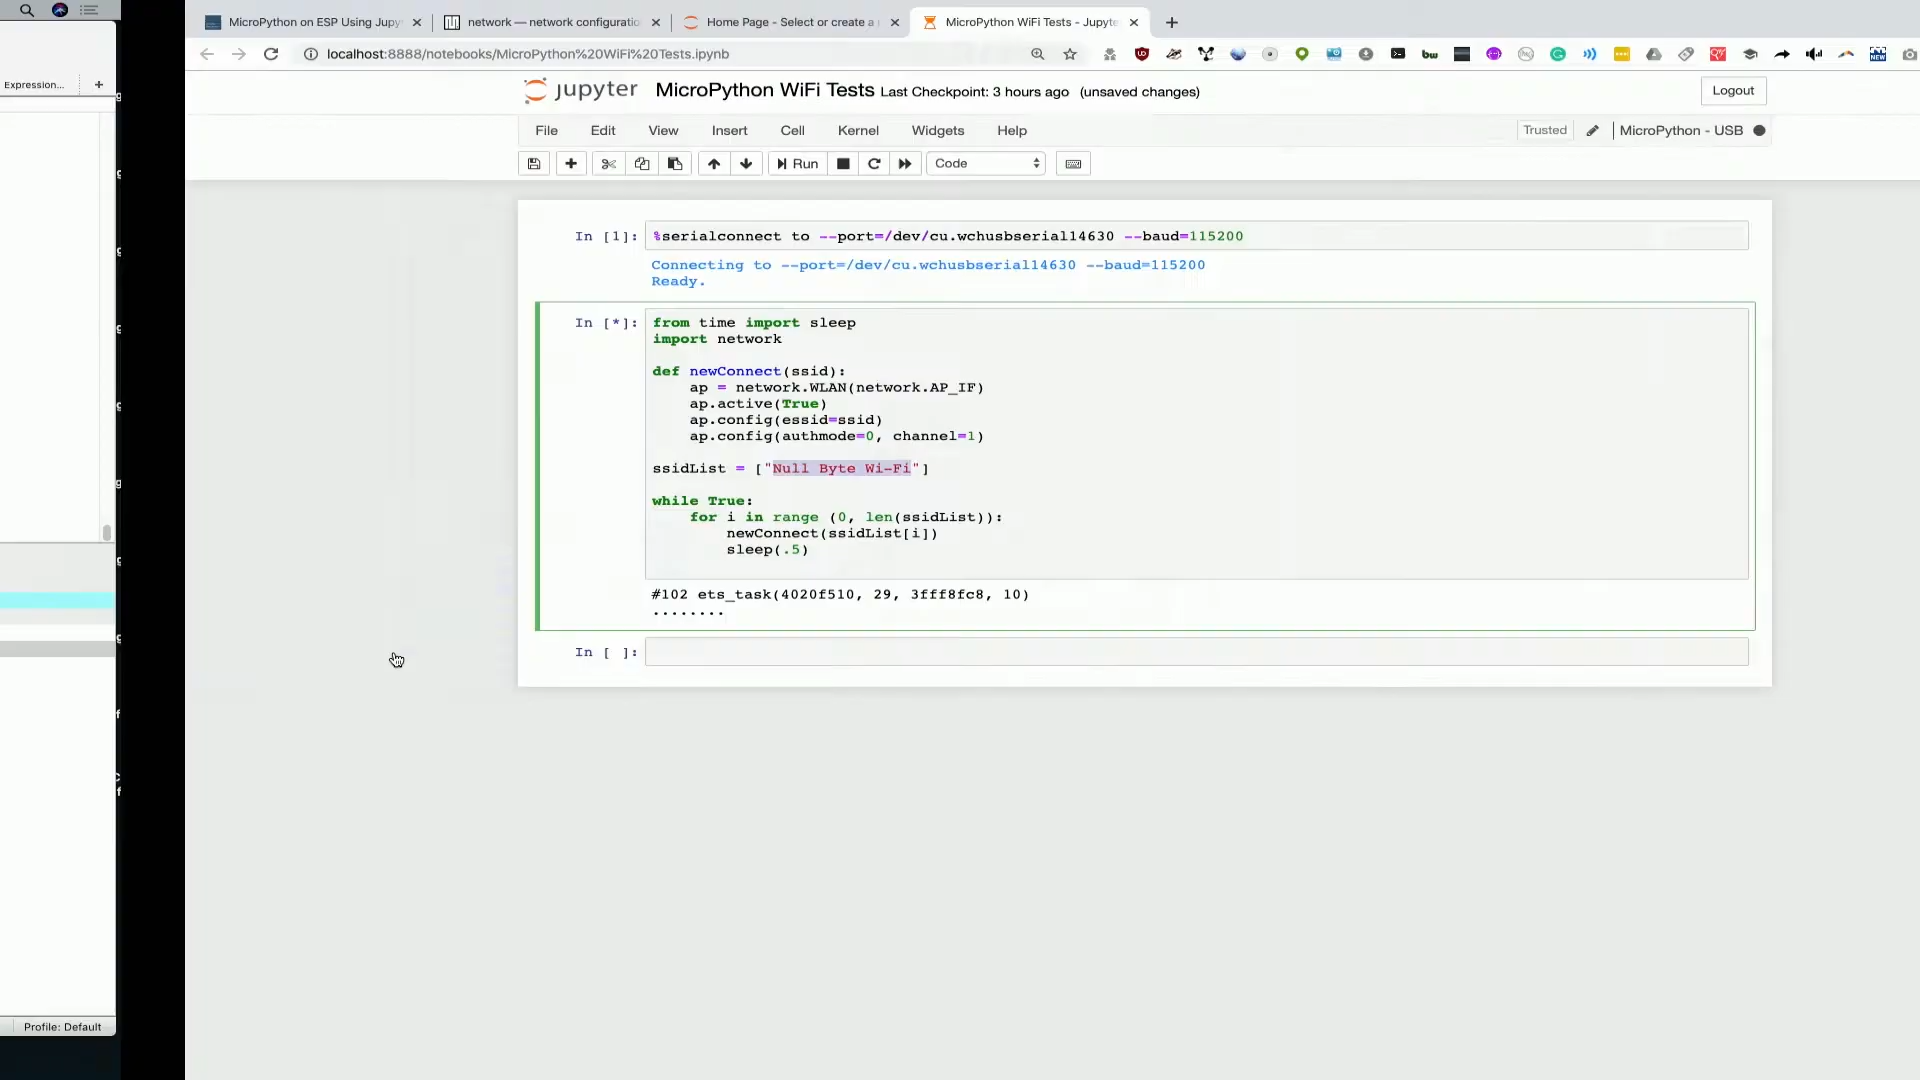 MicroPython on ESP Using Jupy
network — network configuratio
Home Page - Select or create a
MicroPython WiFi Tests - Jupyte
localhost:8888/notebooks/MicroPython%20WiFi%20Tests.ipynb
Expression...
jupyter MicroPython WiFi Tests Last Checkpoint: 3 hours ago (unsaved changes)
Logout
File Edit View Insert Cell Kernel Widgets Help
Trusted
MicroPython - USB
Run
Code
In [1]: %serialconnect to --port=/dev/cu.wchusbserial14630 --baud=115200
Connecting to --port=/dev/cu.wchusbserial14630 --baud=115200
Ready.
In [*]: from time import sleep
import network
def newConnect(ssid):
ap = network.WLAN(network.AP_IF)
ap.active(True)
ap.config(essid=ssid)
ap.config(authmode=0, channel=1)
ssidList = ["Null Byte Wi-Fi"]
while True:
for i in range (0, len(ssidList)):
newConnect(ssidList[i])
sleep(.5)
#102 ets_task(4020f510, 29, 3fff8fc8, 10)
........
In [ ]:
Profile: Default